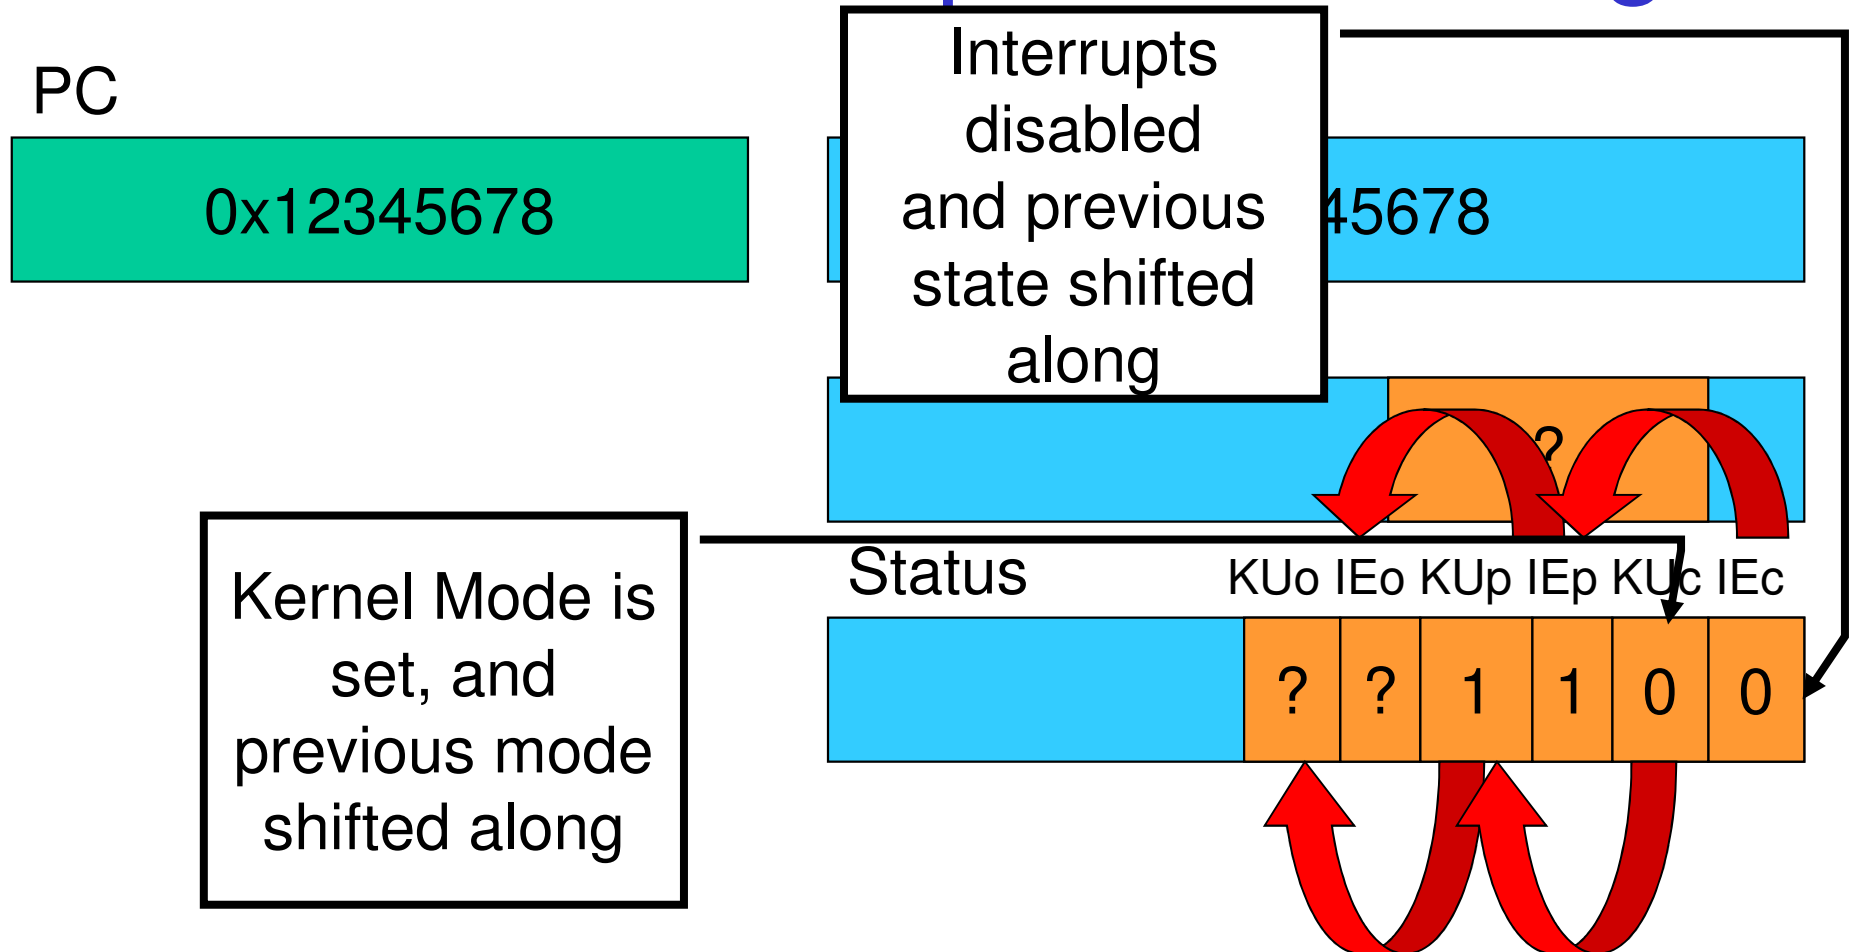 PC
0x12345678
Interrupts
disabled
and previous
state shifted
along
45678
?
Kernel Mode is
set, and
previous mode
shifted along
Status
KUo IEo KUp IEp KUc IEc
? ? 1 1 0 0